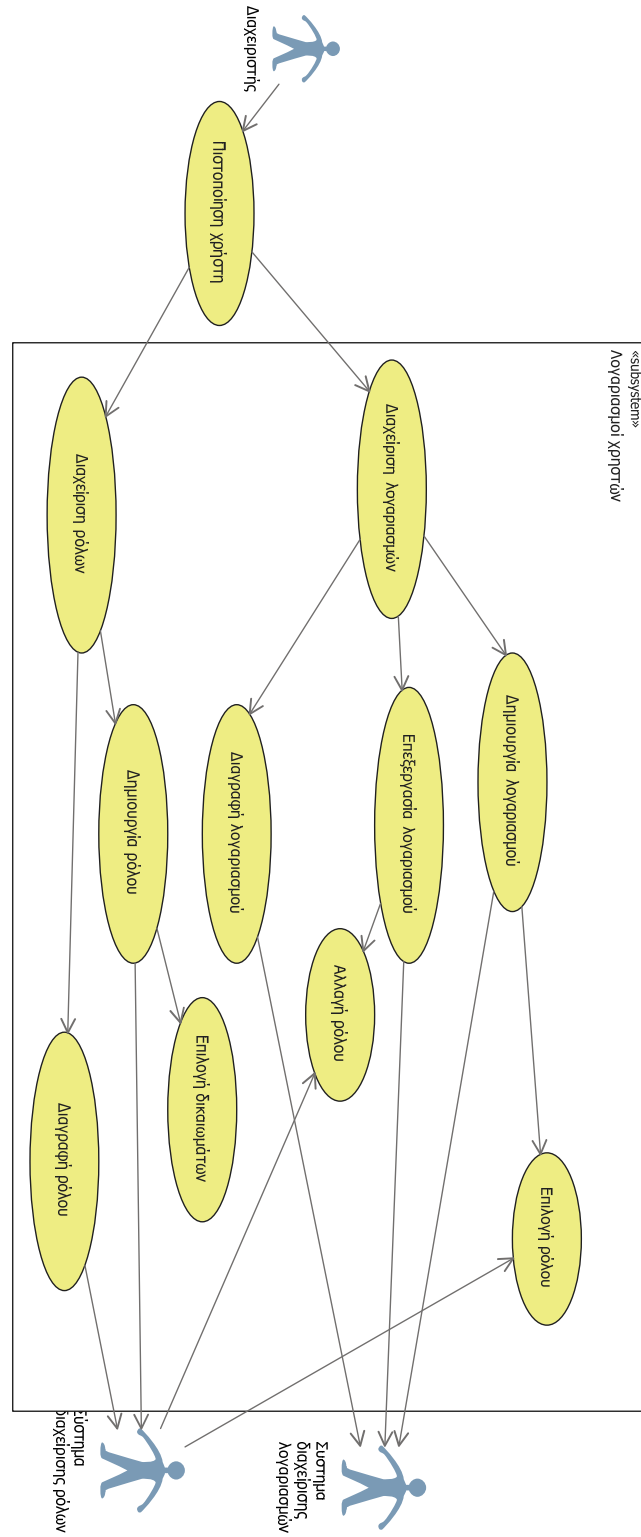 «subsystem»
Λογαριασμοί χρηστών
Διαχειριστής
Πιστοποίηση χρήστη
Διαχείριση λογαριασμών
Διαχείριση ρόλων
Δημιουργία λογαριασμού
Επεξεργασία λογαριασμού
Διαγραφή λογαριασμού
Δημιουργία ρόλου
Αλλαγή ρόλου
Επιλογή δικαιωμάτων
Διαγραφή ρόλου
Επιλογή ρόλου
Συστημα
διαχείρισης
λογαριασμών
Σύστημα
διαχείρισης ρόλων